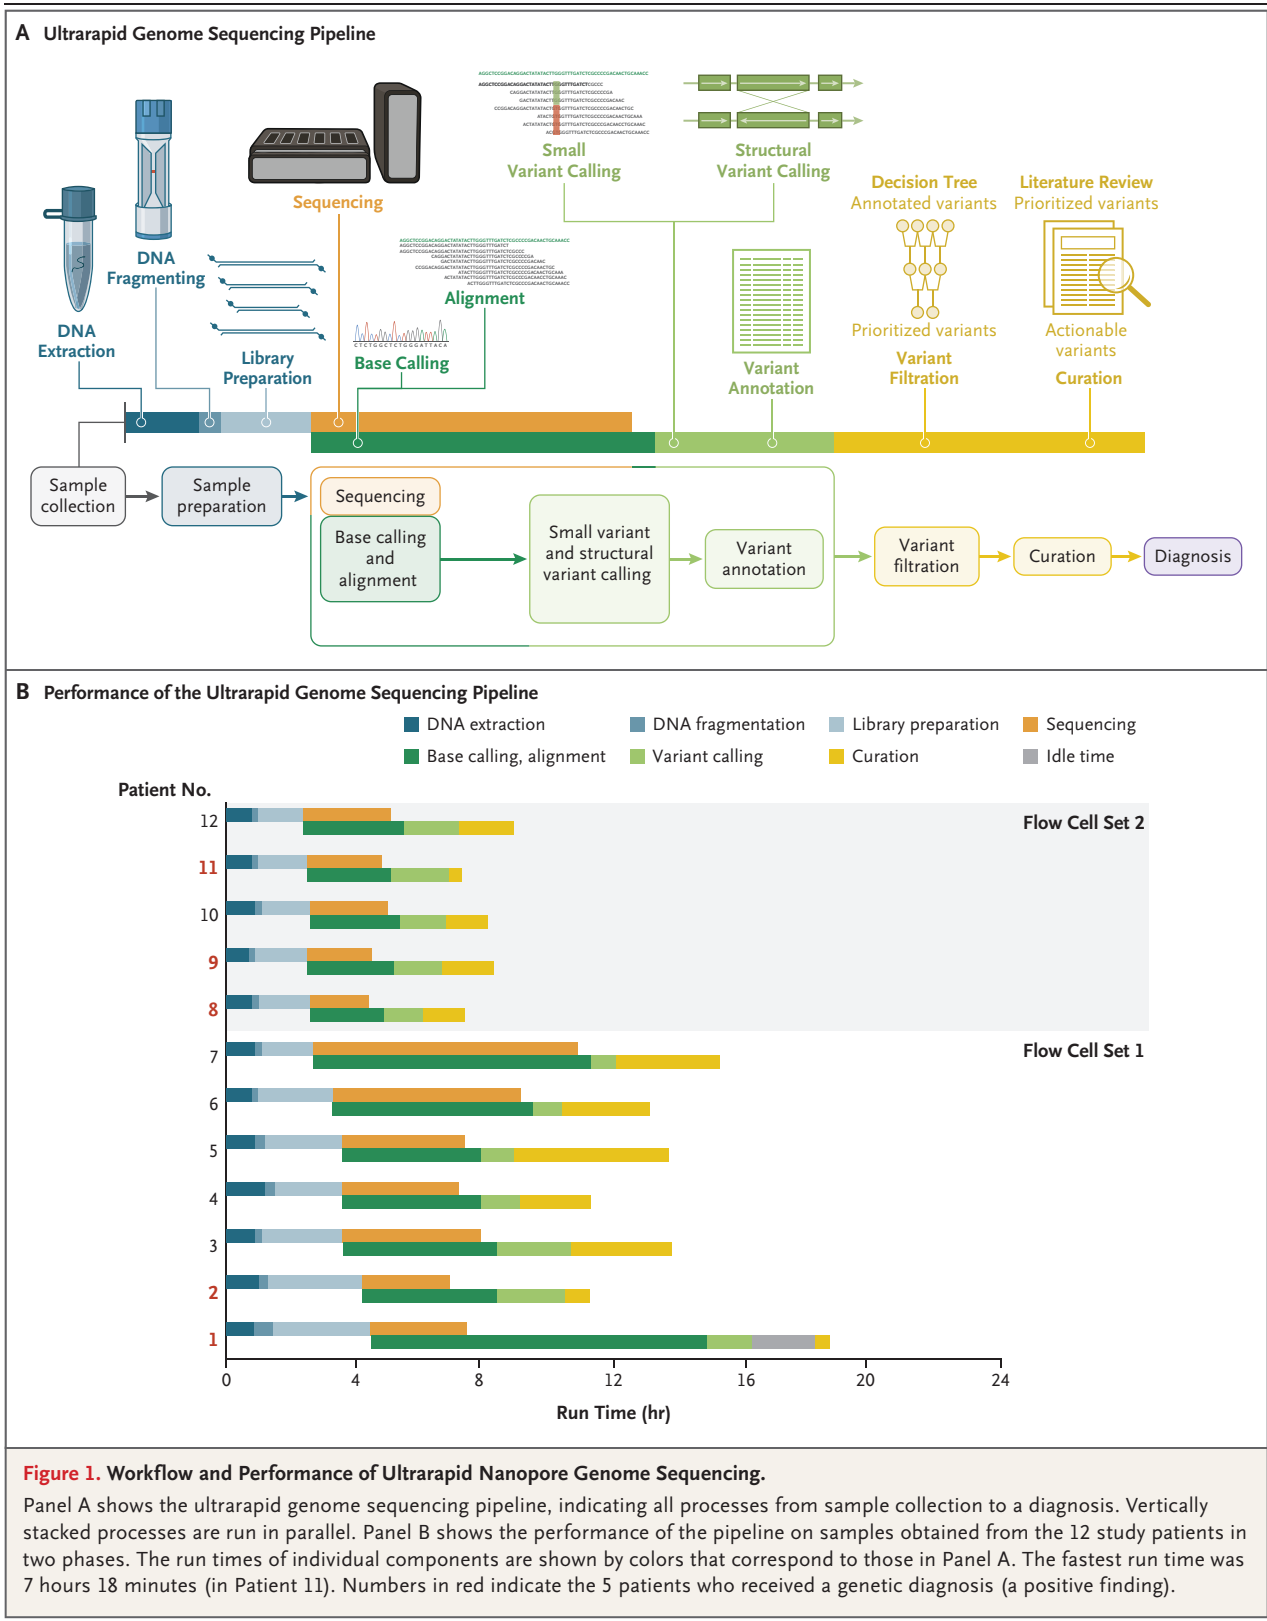 A Ultrarapid Genome Sequencing Pipeline
AGGCTCCGGACAGGACTATATACTTGGGTTTGATCTCGCCCCGACAACTGCAAACC
Small
Variant Calling
Structural
Variant Calling
Decision Tree
Annotated variants
Literature Review
Prioritized variants
Sequencing
DNA
Fragmenting
DNA
Extraction
Library
Preparation
Alignment
CTCTGGCTCTGGGATTACA
Base Calling
Variant
Annotation
Prioritized variants
Variant
Filtration
Actionable
variants
Curation
Sample
collection
Sample
preparation
Sequencing
Base calling
and
alignment
Small variant
and structural
variant calling
Variant
annotation
Variant
filtration
Curation
Diagnosis
B Performance of the Ultrarapid Genome Sequencing Pipeline
DNA extraction
DNA fragmentation
Library preparation
Sequencing
Base calling, alignment
Variant calling
Curation
Idle time
Patient No.
12
Flow Cell Set 2
11
10
9
8
7
Flow Cell Set 1
6
5
4
3
2
1
0 4 8 12 16 20 24
Run Time (hr)
Figure 1. Workflow and Performance of Ultrarapid Nanopore Genome Sequencing.
Panel A shows the ultrarapid genome sequencing pipeline, indicating all processes from sample collection to a diagnosis. Vertically
stacked processes are run in parallel. Panel B shows the performance of the pipeline on samples obtained from the 12 study patients in
two phases. The run times of individual components are shown by colors that correspond to those in Panel A. The fastest run time was
7 hours 18 minutes (in Patient 11). Numbers in red indicate the 5 patients who received a genetic diagnosis (a positive finding).